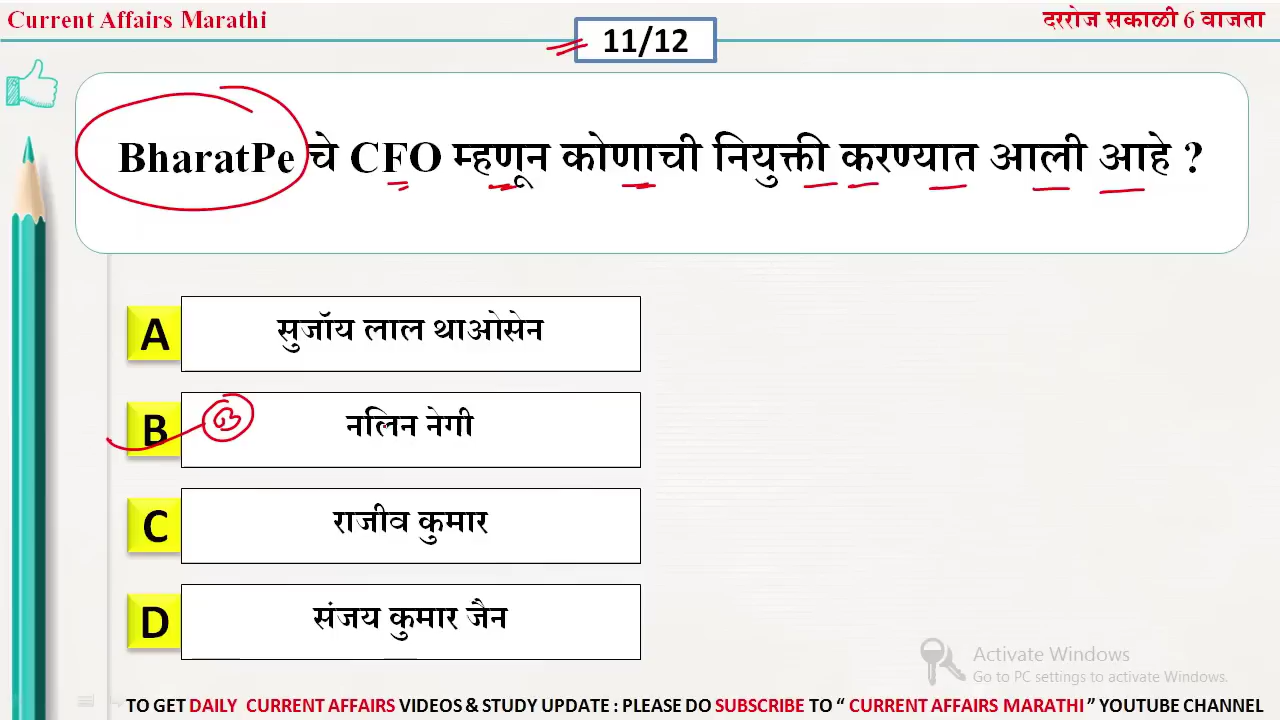 Current Affairs Marathi
दररोज सकाळी 6 वाजता
11/12
BharatPe चे CFO म्हणून कोणाची नियुक्ती करण्यात आली आहे ?
A
सुजॉय लाल थाओसेन
B
B
नलिन नेगी
C
राजीव कुमार
D
संजय कुमार जैन
Activate Windows
Go to PC settings to activate Windows.
TO GET DAILY CURRENT AFFAIRS VIDEOS & STUDY UPDATE : PLEASE DO SUBSCRIBE TO “ CURRENT AFFAIRS MARATHI ” YOUTUBE CHANNEL